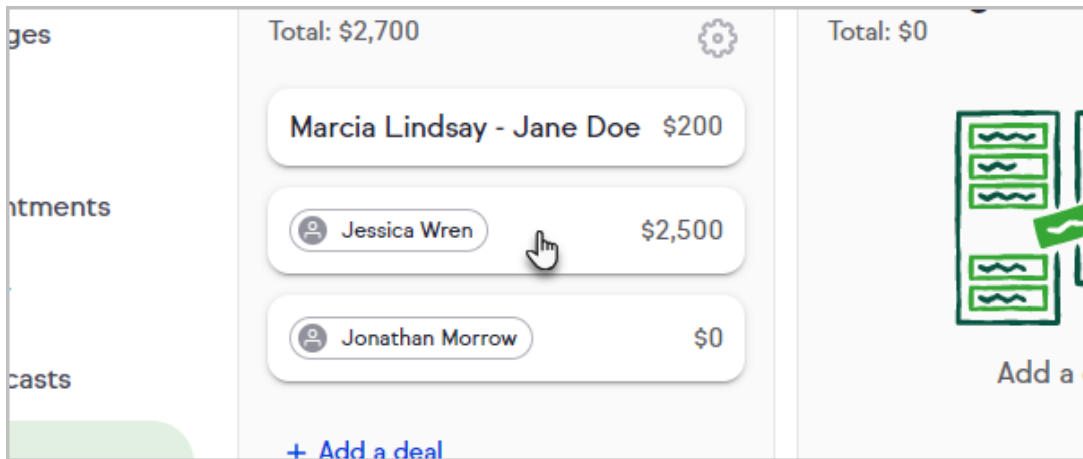 ges
Total: $2,700
Total: $0
Marcia Lindsay - Jane Doe $200
ntments
Jessica Wren $2,500
Jonathan Morrow $0
casts
Add a
+ Add a deal